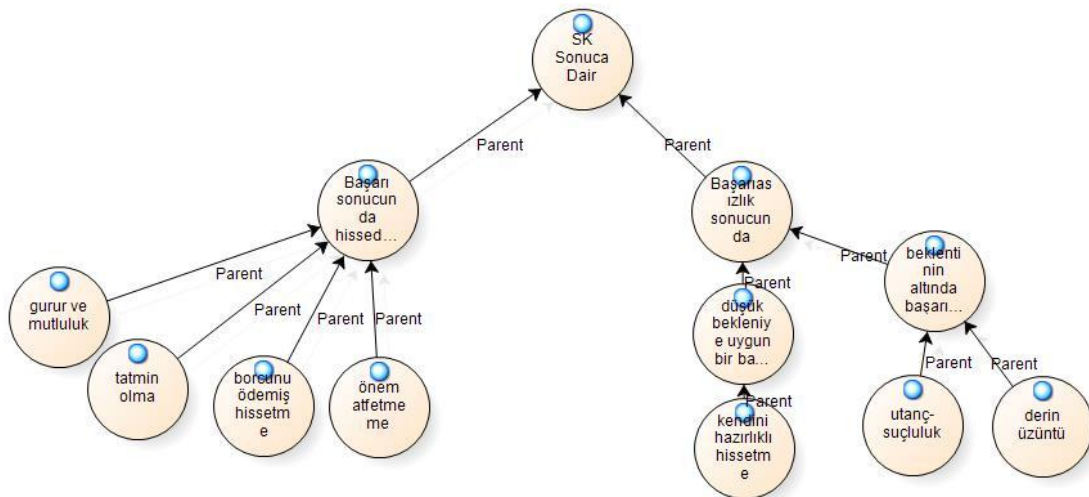 SK
Sonuca
Dair
Parent
Parent
Başarı
sonucun
da
hissed...
Başarıas
ızlık
sonucun
da
Parent
Parent
Parent
Parent
gurur ve
mutluluk
tatmin
olma
borcunu
ödemiş
hissetm
e
önem
atfetme
me
Parent
Parent
beklenti
nin
altında
başarı...
düşük
bekleniy
e uygun
bir ba...
Parent
Parent
Parent
kendini
hazırlıklı
hissetm
e
utanç-
suçluluk
derin
üzüntü